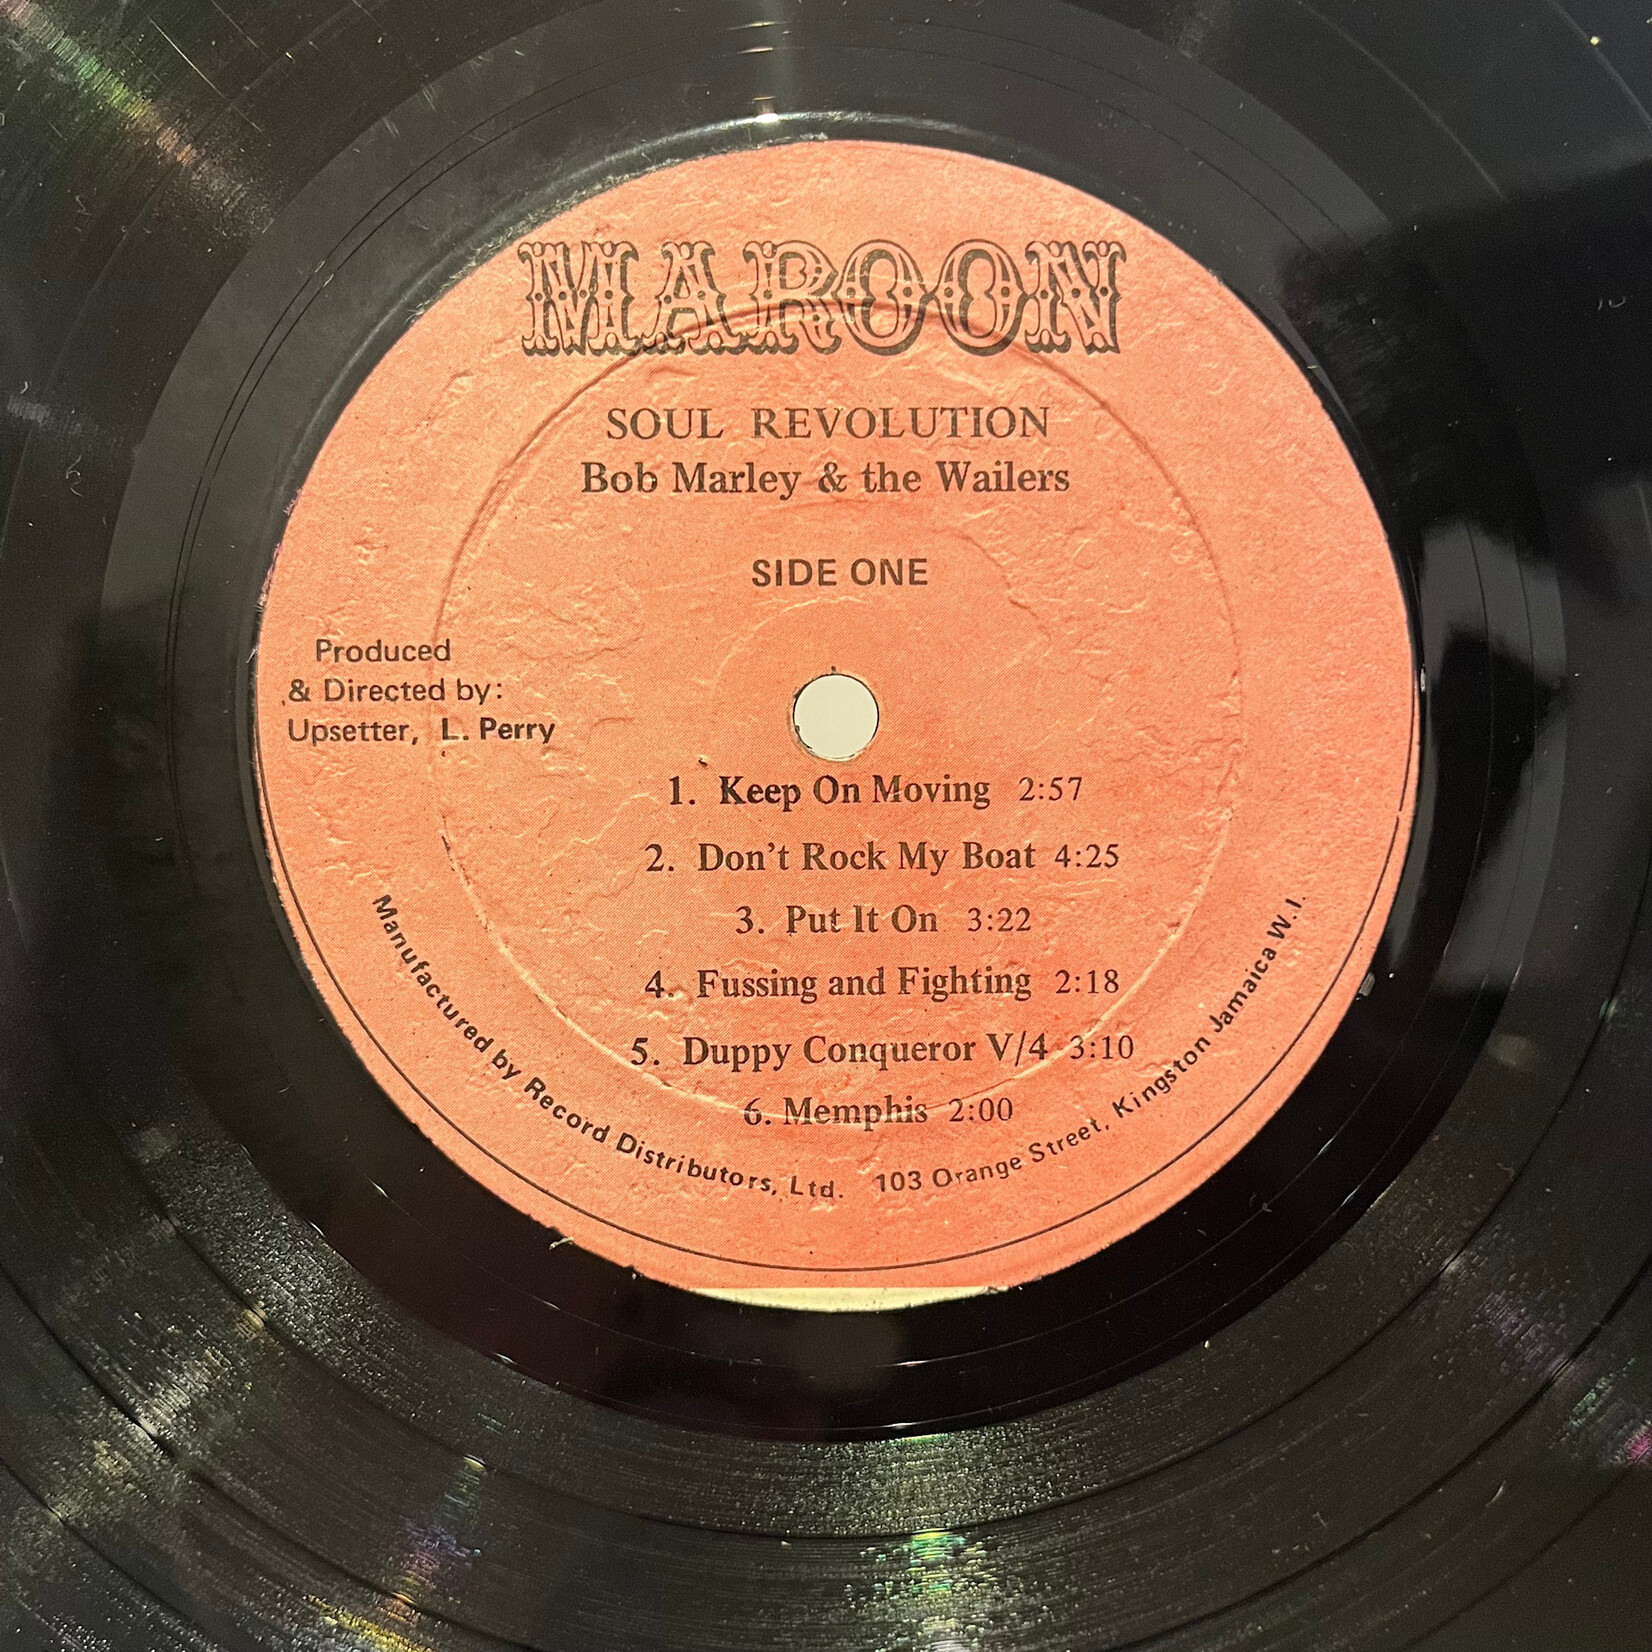 MAROON
SOUL REVOLUTION
Bob Marley & the Wailers
SIDE ONE
Produced
& Directed by:
Upsetter, L. Perry
1. Keep On Moving 2:57
2. Don't Rock My Boat 4:25
3. Put It On 3:22
4. Fussing and Fighting 2:18
5. Duppy Conqueror V/4 3:10
6. Memphis 2:00
Manufactured by Record Distributors, Ltd. 103 Orange Street, Kingston Jamaica W.I.